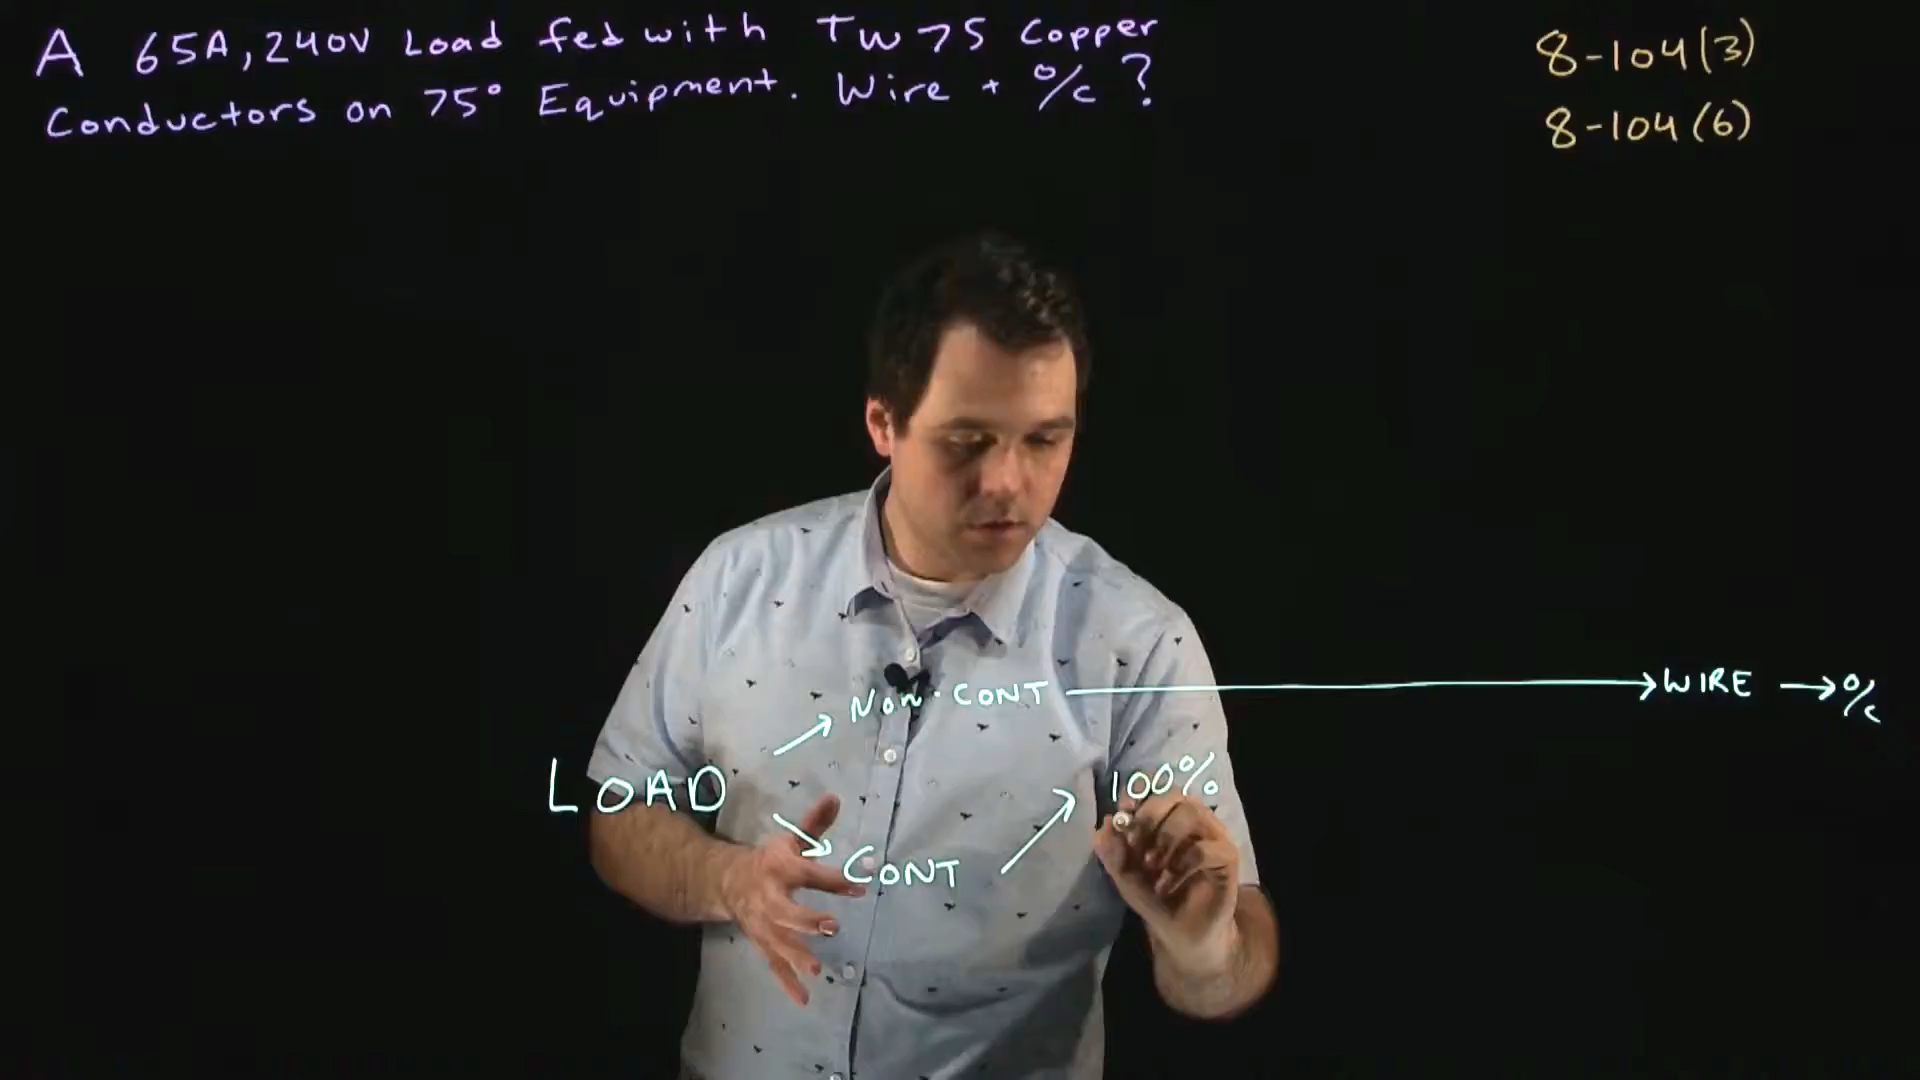 A 65A, 240V Load fed with TW75 Copper
Conductors on 75° Equipment. Wire + o/c ?
8-104(3)
8-104(6)
Non-CONT → WIRE → o/c
LOAD
100%
CONT